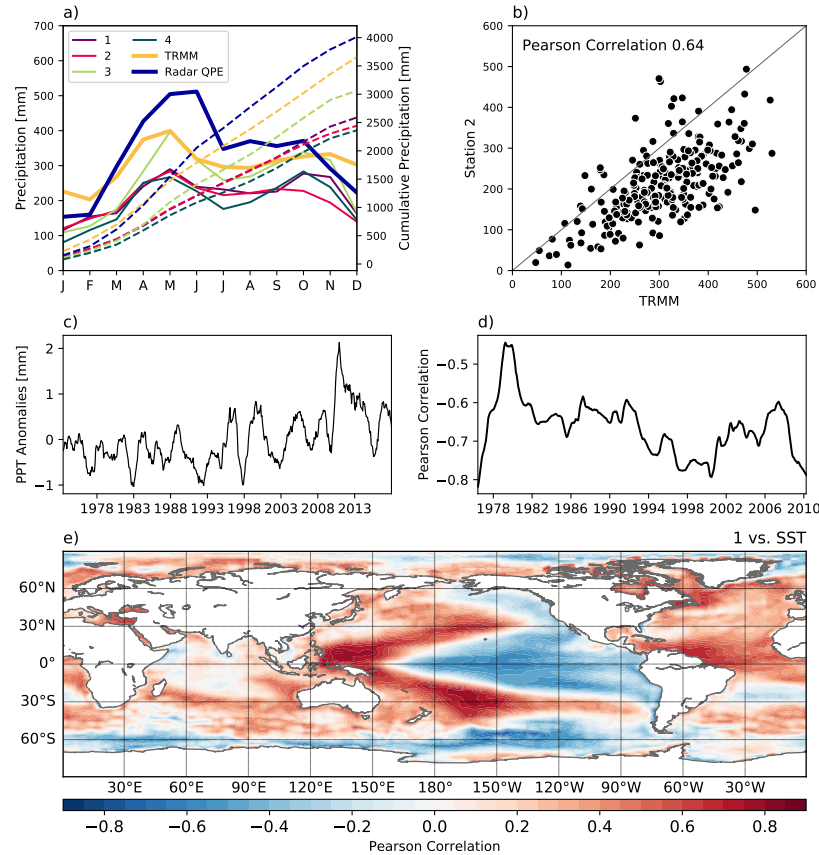 a)
1
2
3
4
TRMM
Radar QPE
Precipitation [mm]
0
100
200
300
400
500
600
700
J F M A M J J A S O N D
Cumulative Precipitation [mm]
0
500
1000
1500
2000
2500
3000
3500
4000
b)
Pearson Correlation 0.64
Station 2
0
100
200
300
400
500
600
0 100 200 300 400 500 600
TRMM
c)
PPT Anomalies [mm]
2
1
0
−1
1978 1983 1988 1993 1998 2003 2008 2013
d)
Pearson Correlation
−0.5
−0.6
−0.7
−0.8
1978 1982 1986 1990 1994 1998 2002 2006 2010
e)
1 vs. SST
60°N
30°N
0°
30°S
60°S
30°E 60°E 90°E 120°E 150°E 180° 150°W 120°W 90°W 60°W 30°W
−0.8 −0.6 −0.4 −0.2 0.0 0.2 0.4 0.6 0.8
Pearson Correlation